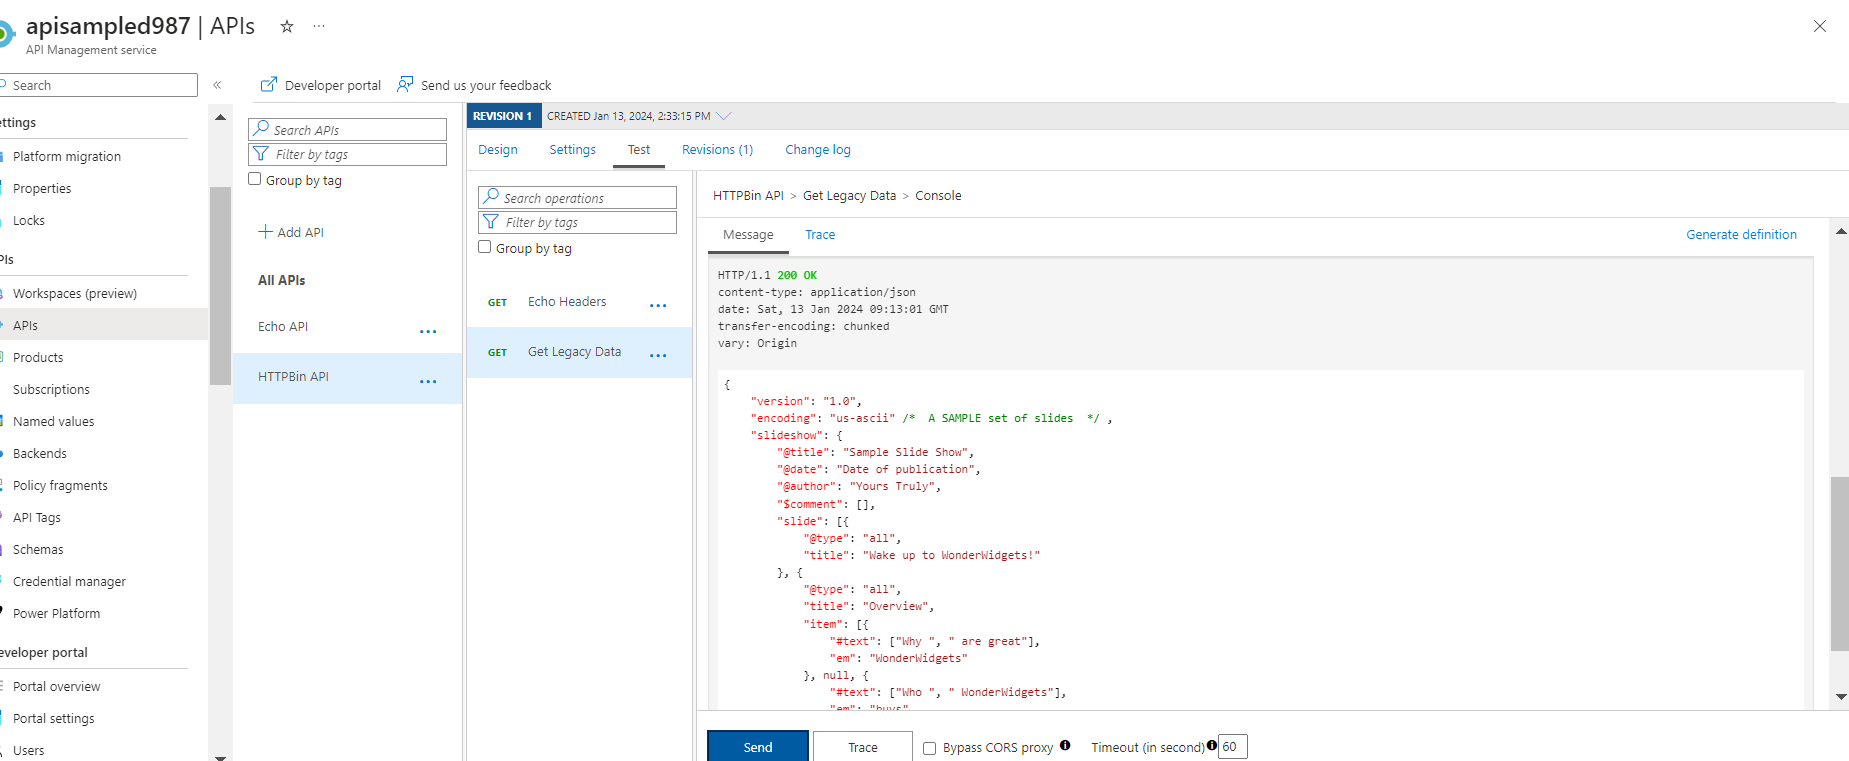 apisampled987 | APIs
API Management service
Search
Developer portal
Send us your feedback
ettings
Platform migration
Properties
Locks
PIs
Workspaces (preview)
APIs
Products
Subscriptions
Named values
Backends
Policy fragments
API Tags
Schemas
Credential manager
Power Platform
eveloper portal
Portal overview
Portal settings
Users
Search APIs
Filter by tags
Group by tag
Add API
All APIs
Echo API
HTTPBin API
REVISION 1 CREATED Jan 13, 2024, 2:33:15 PM
Design Settings Test Revisions (1) Change log
Search operations
Filter by tags
Group by tag
GET Echo Headers
GET Get Legacy Data
HTTPBin API > Get Legacy Data > Console
Message Trace Generate definition
HTTP/1.1 200 OK
content-type: application/json
date: Sat, 13 Jan 2024 09:13:01 GMT
transfer-encoding: chunked
vary: Origin
{
"version": "1.0",
"encoding": "us-ascii" /*  A SAMPLE set of slides  */ ,
"slideshow": {
"@title": "Sample Slide Show",
"@date": "Date of publication",
"@author": "Yours Truly",
"$comment": [],
"slide": [{
"@type": "all",
"title": "Wake up to WonderWidgets!"
}, {
"@type": "all",
"title": "Overview",
"item": [{
"#text": ["Why ", " are great"],
"em": "WonderWidgets"
}, null, {
"#text": ["Who ", " WonderWidgets"],
"em": "buys"
Send Trace Bypass CORS proxy Timeout (in second) 60